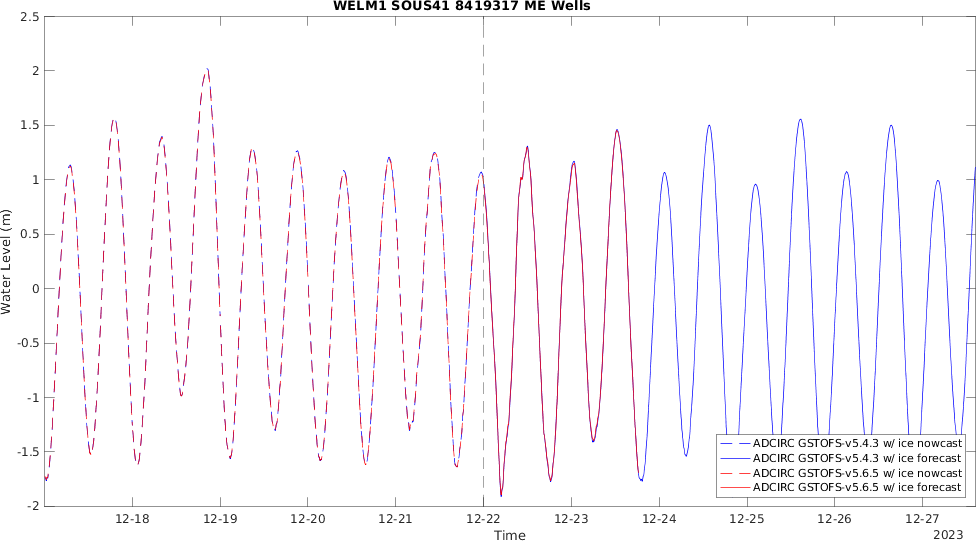 WELM1 SOUS41 8419317 ME Wells
2.5
2
1.5
1
0.5
0
-0.5
-1
-1.5
-2
Water Level (m)
ADCIRC GSTOFS-v5.4.3 w/ ice nowcast
ADCIRC GSTOFS-v5.4.3 w/ ice forecast
ADCIRC GSTOFS-v5.6.5 w/ ice nowcast
ADCIRC GSTOFS-v5.6.5 w/ ice forecast
12-18 12-19 12-20 12-21 12-22 12-23 12-24 12-25 12-26 12-27
Time
2023